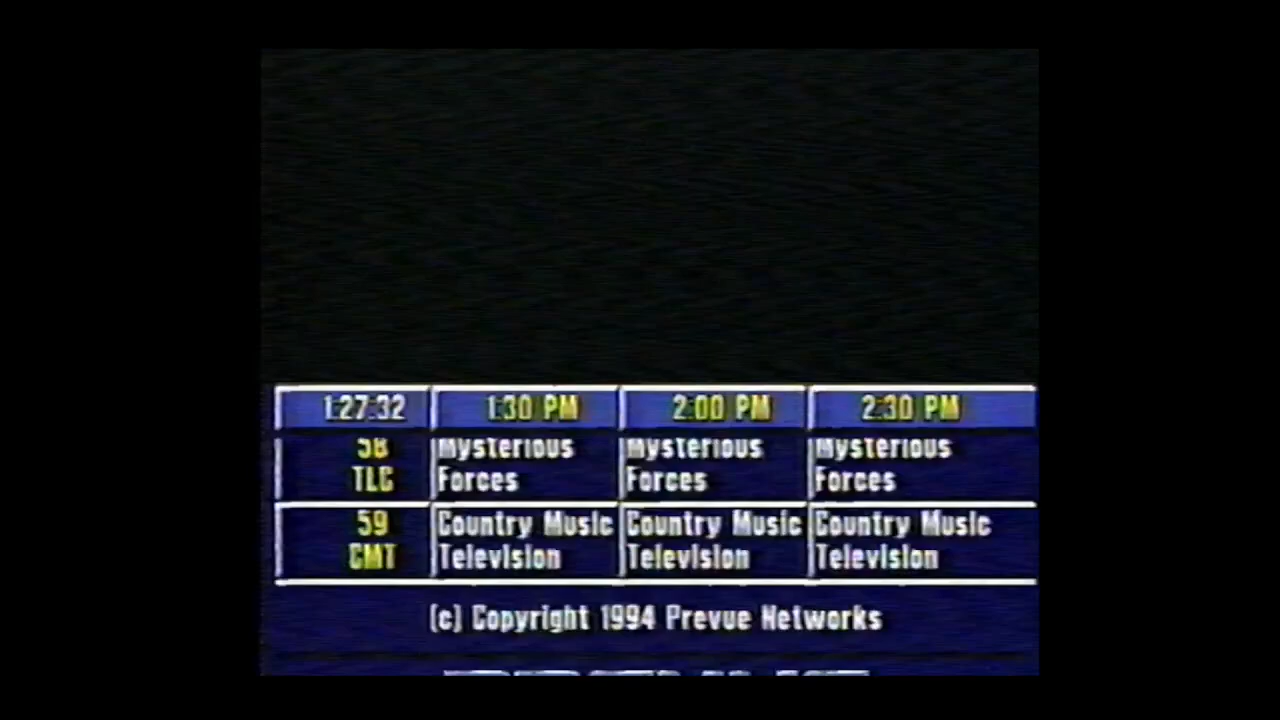 1:27:32 1:30 PM 2:00 PM 2:30 PM
58 Mysterious Mysterious Mysterious
TLC Forces Forces Forces
59 Country Music Country Music Country Music
CMT Television Television Television
(c) Copyright 1994 Prevue Networks